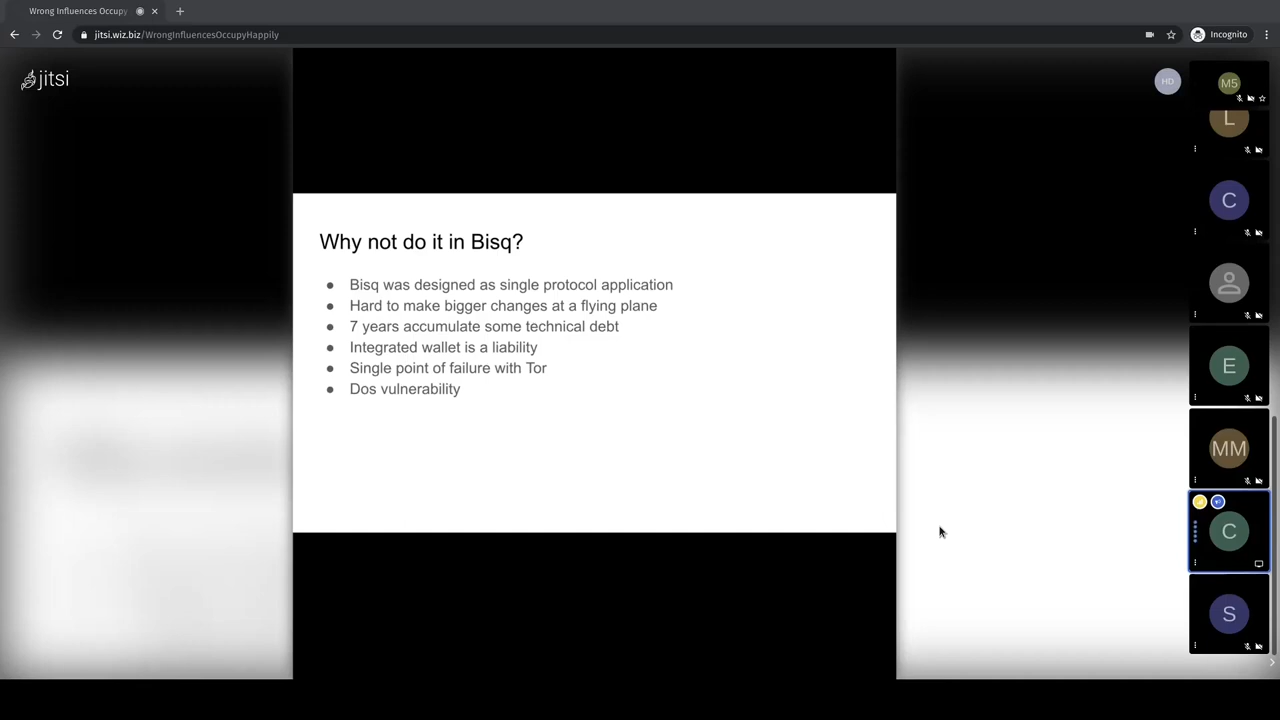 Wrong Influences Occupy
jitsi.wiz.biz/WrongInfluencesOccupyHappily
Incognito
jitsi
HD
M5
L
C
E
MM
C
S
Why not do it in Bisq?
● Bisq was designed as single protocol application
● Hard to make bigger changes at a flying plane
● 7 years accumulate some technical debt
● Integrated wallet is a liability
● Single point of failure with Tor
● Dos vulnerability